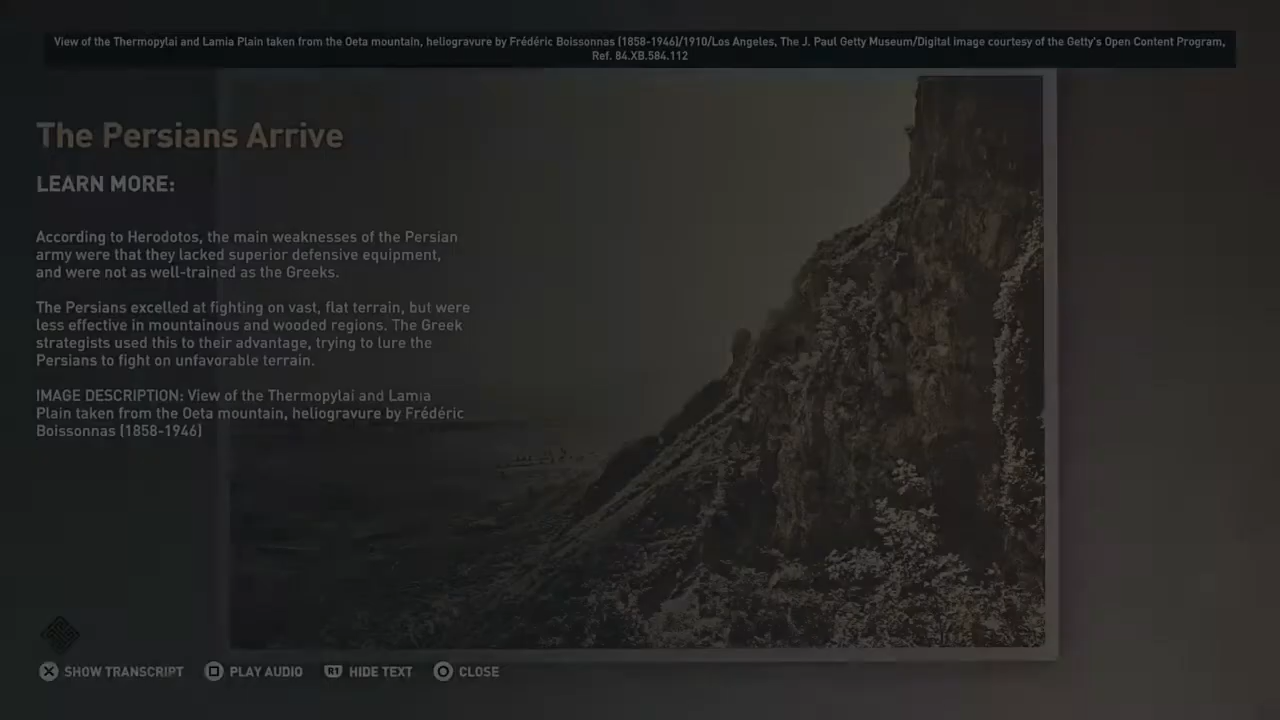 View of the Thermopylai and Lamia Plain taken from the Oeta mountain, heliogravure by Frédéric Boissonnas (1858-1946)/1910/Los Angeles, The J. Paul Getty Museum/Digital image courtesy of the Getty's Open Content Program,
Ref. 84.XB.584.112
The Persians Arrive
LEARN MORE:
According to Herodotos, the main weaknesses of the Persian
army were that they lacked superior defensive equipment,
and were not as well-trained as the Greeks.
The Persians excelled at fighting on vast, flat terrain, but were
less effective in mountainous and wooded regions. The Greek
strategists used this to their advantage, trying to lure the
Persians to fight on unfavorable terrain.
IMAGE DESCRIPTION: View of the Thermopylai and Lamia
Plain taken from the Oeta mountain, heliogravure by Frédéric
Boissonnas (1858-1946)
SHOW TRANSCRIPT PLAY AUDIO R1 HIDE TEXT CLOSE